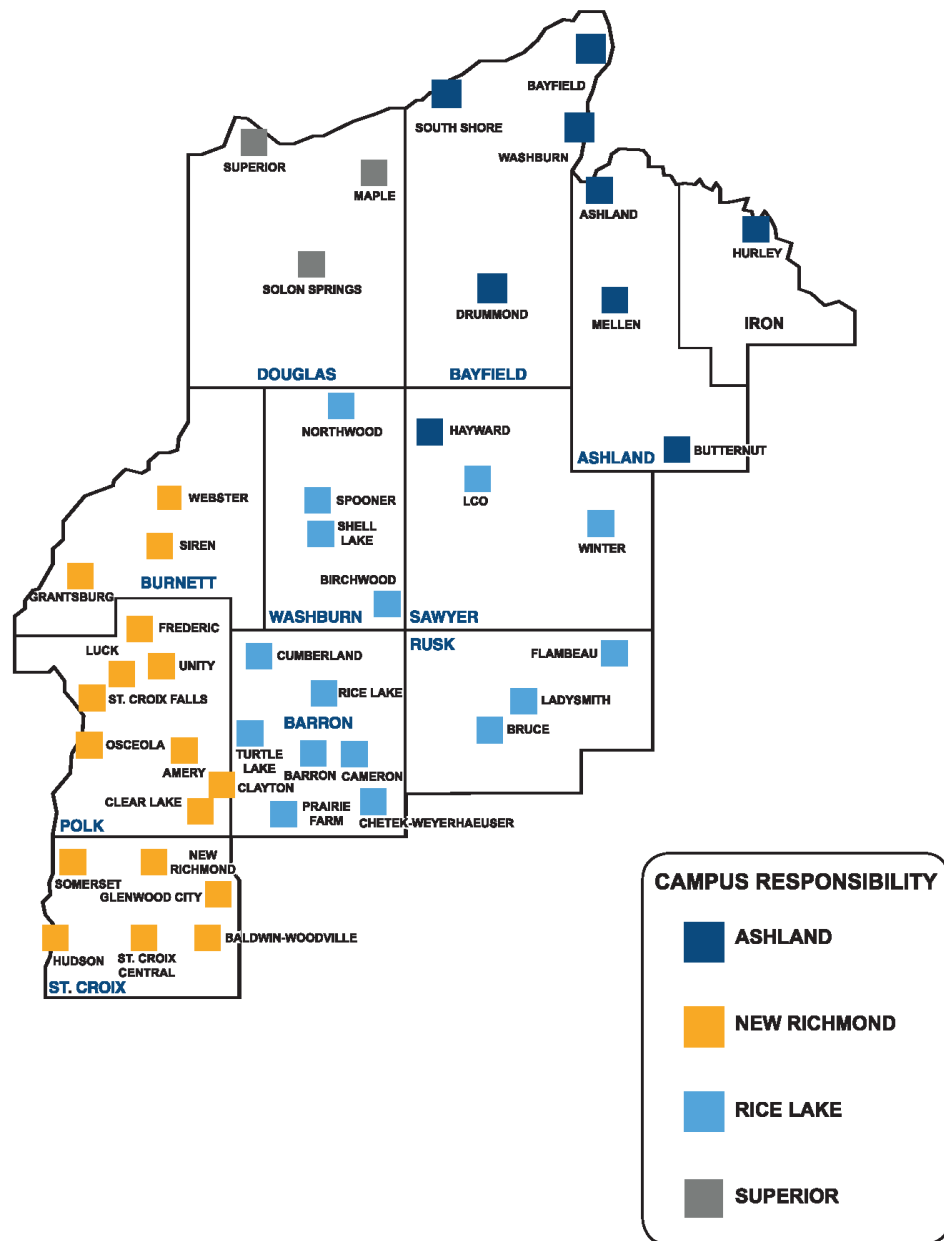 BAYFIELD
SOUTH SHORE
WASHBURN
SUPERIOR
MAPLE
ASHLAND
HURLEY
SOLON SPRINGS
DRUMMOND
MELLEN
IRON
DOUGLAS
BAYFIELD
NORTHWOOD
HAYWARD
BUTTERNUT
ASHLAND
WEBSTER
SPOONER
LCO
SHELL
LAKE
WINTER
SIREN
BIRCHWOOD
BURNETT
GRANTSBURG
WASHBURN
SAWYER
FREDERIC
RUSK
LUCK
UNITY
CUMBERLAND
FLAMBEAU
ST. CROIX FALLS
RICE LAKE
LADYSMITH
BARRON
BRUCE
OSCEOLA
TURTLE
LAKE
AMERY
BARRON
CAMERON
CLAYTON
CLEAR LAKE
PRAIRIE
FARM
CHETEK-WEYERHAEUSER
POLK
NEW
RICHMOND
SOMERSET
GLENWOOD CITY
BALDWIN-WOODVILLE
HUDSON
ST. CROIX
CENTRAL
ST. CROIX
CAMPUS RESPONSIBILITY
ASHLAND
NEW RICHMOND
RICE LAKE
SUPERIOR